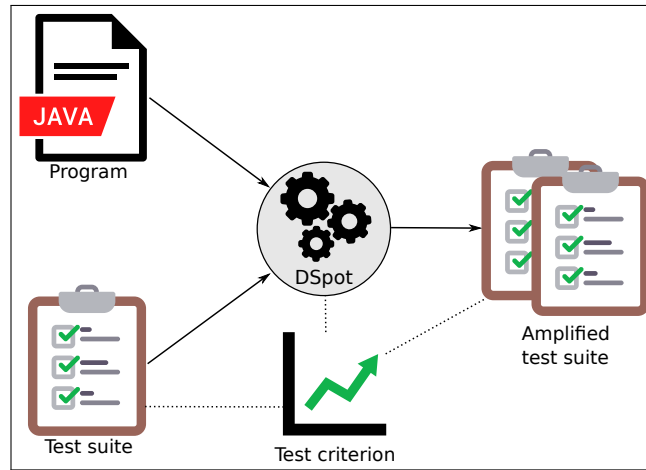 JAVA
Program
DSpot
Amplified
test suite
Test suite
Test criterion